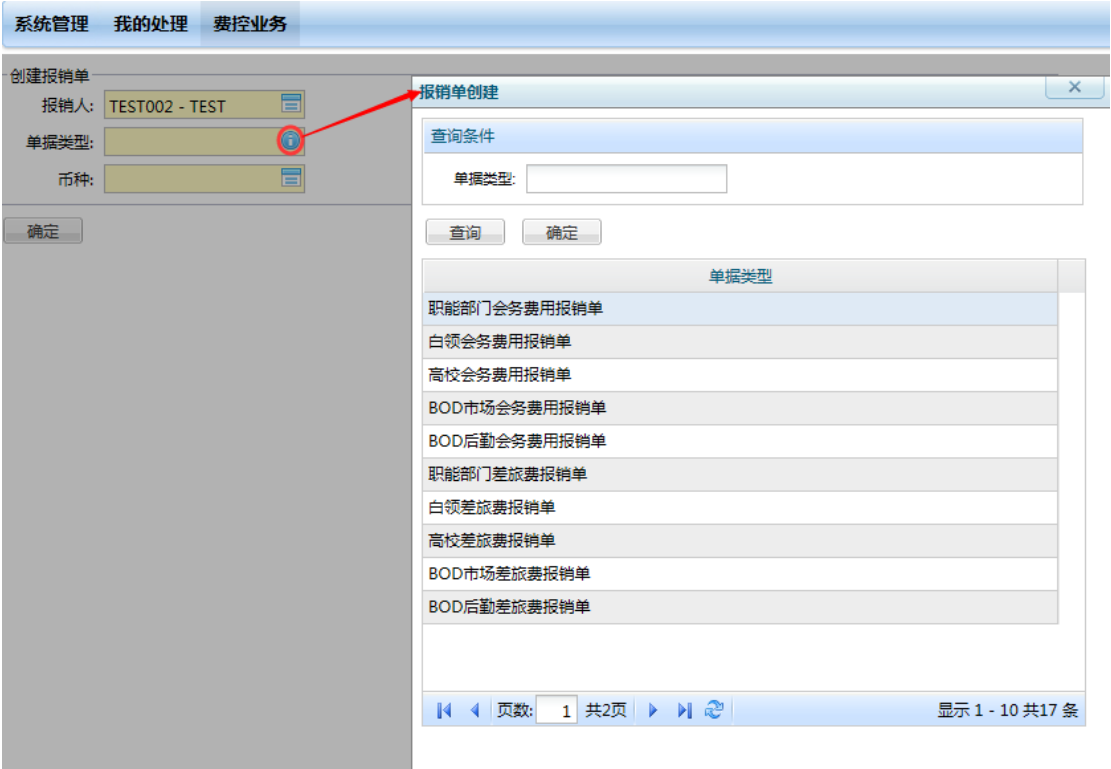 系统管理 我的处理 费控业务
创建报销单
报销人: TEST002 - TEST
单据类型:
币种:
确定
报销单创建
查询条件
单据类型:
查询 确定
单据类型
职能部门会务费用报销单
白领会务费用报销单
高校会务费用报销单
BOD市场会务费用报销单
BOD后勤会务费用报销单
职能部门差旅费报销单
白领差旅费报销单
高校差旅费报销单
BOD市场差旅费报销单
BOD后勤差旅费报销单
页数: 1 共2页 显示 1 - 10 共17 条